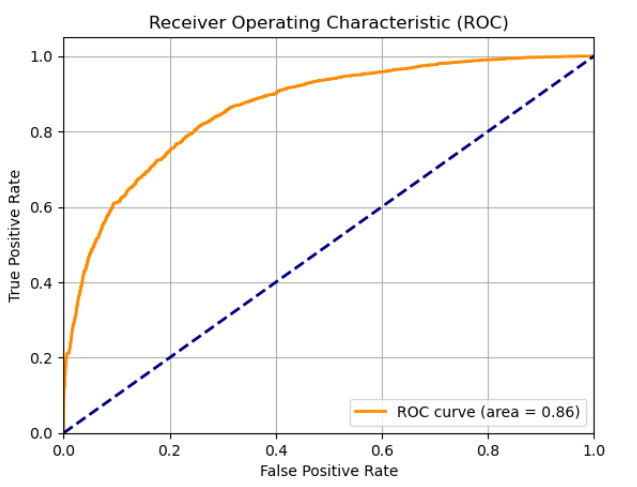 Receiver Operating Characteristic (ROC)
1.0
0.8
0.6
0.4
0.2
0.0
True Positive Rate
ROC curve (area = 0.86)
0.0 0.2 0.4 0.6 0.8 1.0
False Positive Rate